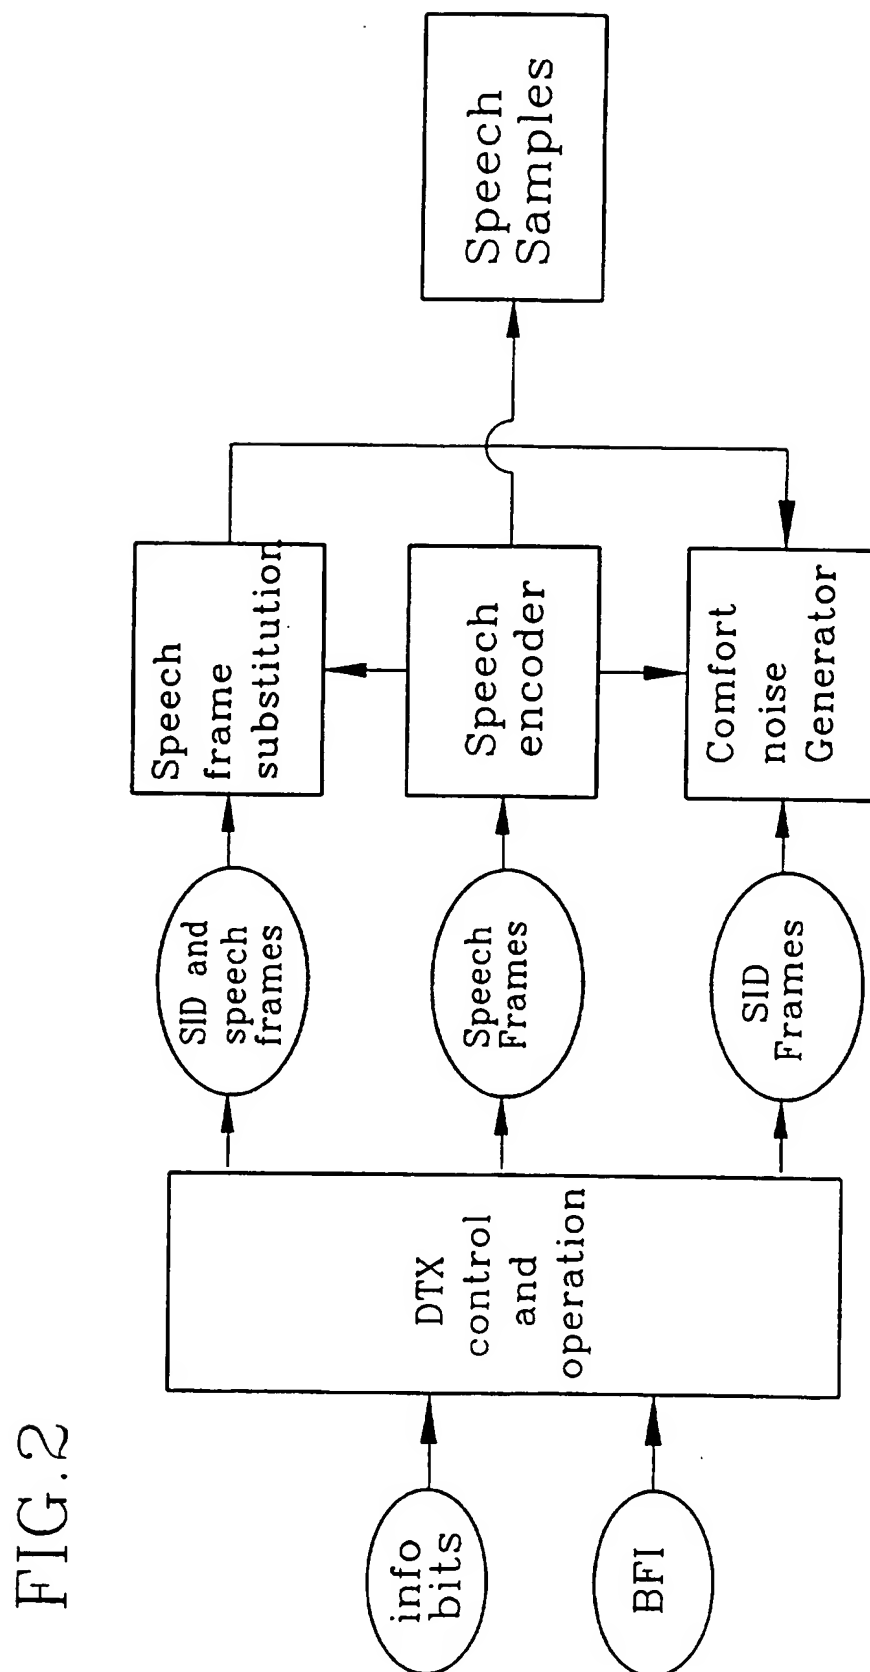 FIG.2
info
bits
BFI
DTX
control
and
operation
SID and
speech
frames
Speech
Frames
SID
Frames
Speech
frame
substitution
Speech
encoder
Comfort
noise
Generator
Speech
Samples